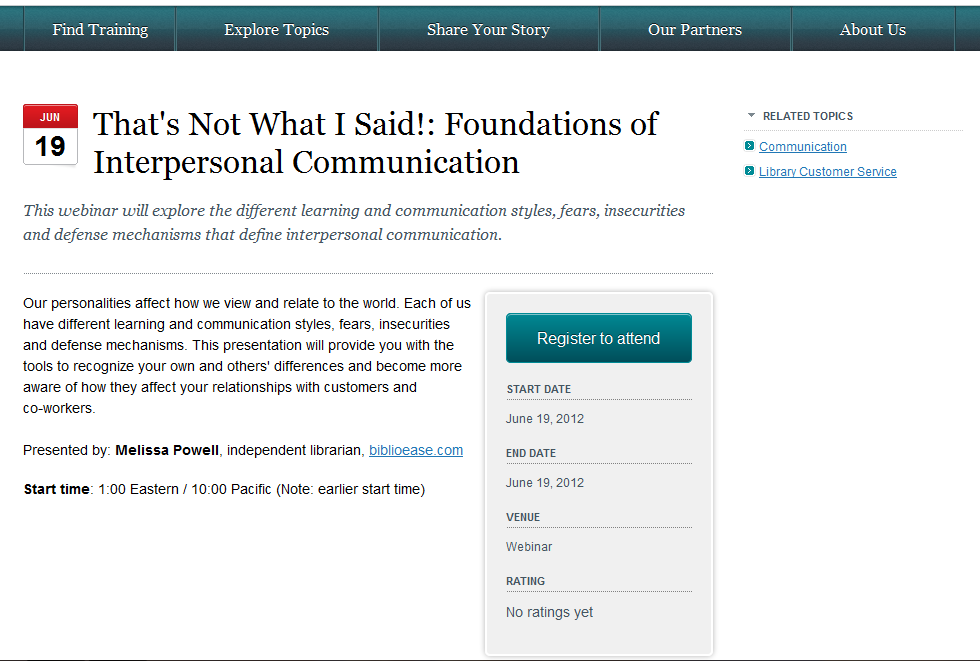 Find Training
Explore Topics
Share Your Story
Our Partners
About Us
JUN
19
That's Not What I Said!: Foundations of
Interpersonal Communication
This webinar will explore the different learning and communication styles, fears, insecurities
and defense mechanisms that define interpersonal communication.
Our personalities affect how we view and relate to the world. Each of us
have different learning and communication styles, fears, insecurities
and defense mechanisms. This presentation will provide you with the
tools to recognize your own and others' differences and become more
aware of how they affect your relationships with customers and
co-workers.
Presented by: Melissa Powell, independent librarian, biblioease.com
Start time: 1:00 Eastern / 10:00 Pacific (Note: earlier start time)
Register to attend
START DATE
June 19, 2012
END DATE
June 19, 2012
VENUE
Webinar
RATING
No ratings yet
RELATED TOPICS
Communication
Library Customer Service